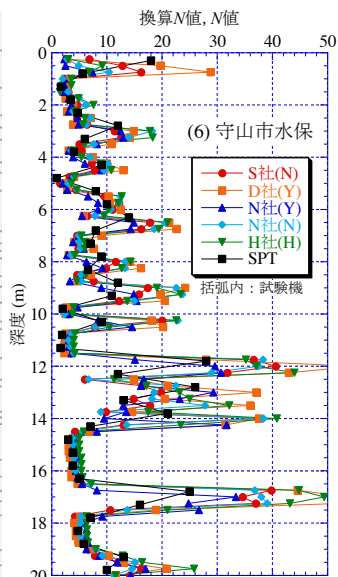 換算N値, N値
0 10 20 30 40 50
0
2
4
6
8
10
12
14
16
18
20
深度 (m)
(6) 守山市水保
S社(N)
D社(Y)
N社(Y)
N社(N)
H社(H)
SPT
括弧内：試験機